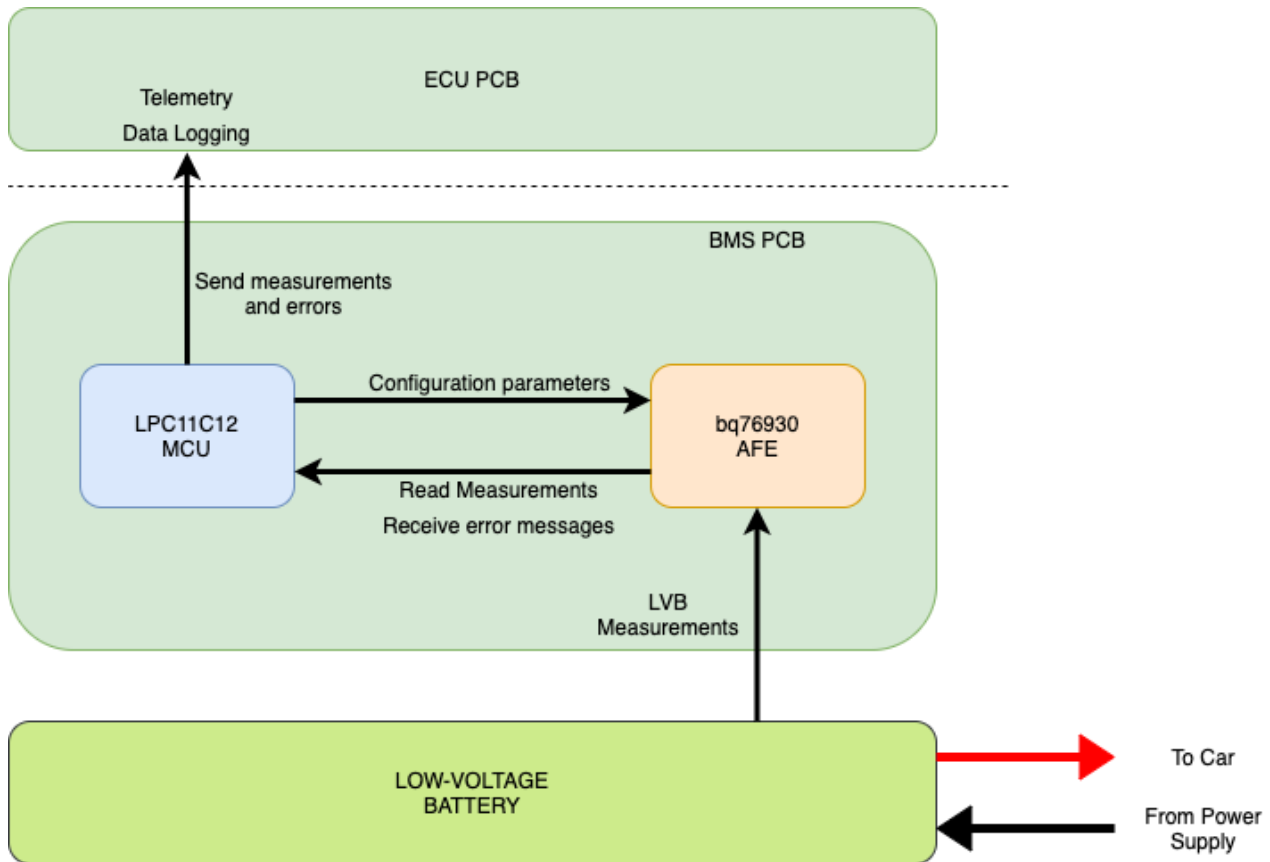 ECU PCB
Telemetry
Data Logging
BMS PCB
Send measurements
and errors
Configuration parameters
LPC11C12
MCU
bq76930
AFE
Read Measurements
Receive error messages
LVB
Measurements
To Car
LOW-VOLTAGE
BATTERY
From Power
Supply